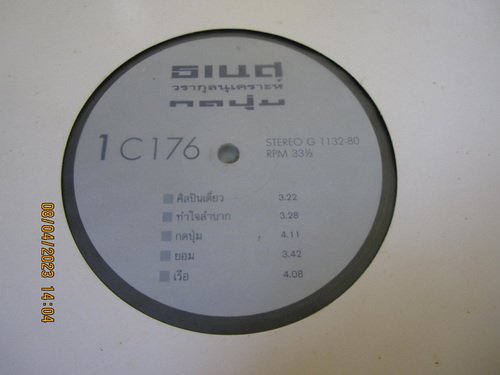 ธเนศ
วรากุลนุเคราะห์
กดปุ่ม
1 C176
STEREO G 1132-80
RPM 33⅓
ศิลปินเดี่ยว 3.22
ทำใจลำบาก 3.28
กดปุ่ม 4.11
ยอม 3.42
เรือ 4.08
08/04/2023 14:04